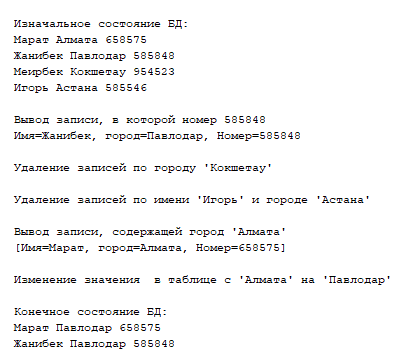 Изначальное состояние БД:
Марат Алмата 658575
Жанибек Павлодар 585848
Меирбек Кокшетау 954523
Игорь Астана 585546
Вывод записи, в которой номер 585848
Имя=Жанибек, город=Павлодар, Номер=585848
Удаление записей по городу 'Кокшетау'
Удаление записей по имени 'Игорь' и городе 'Астана'
Вывод записи, содержащей город 'Алмата'
[Имя=Марат, город=Алмата, Номер=658575]
Изменение значения  в таблице с 'Алмата' на 'Павлодар'
Конечное состояние БД:
Марат Павлодар 658575
Жанибек Павлодар 585848